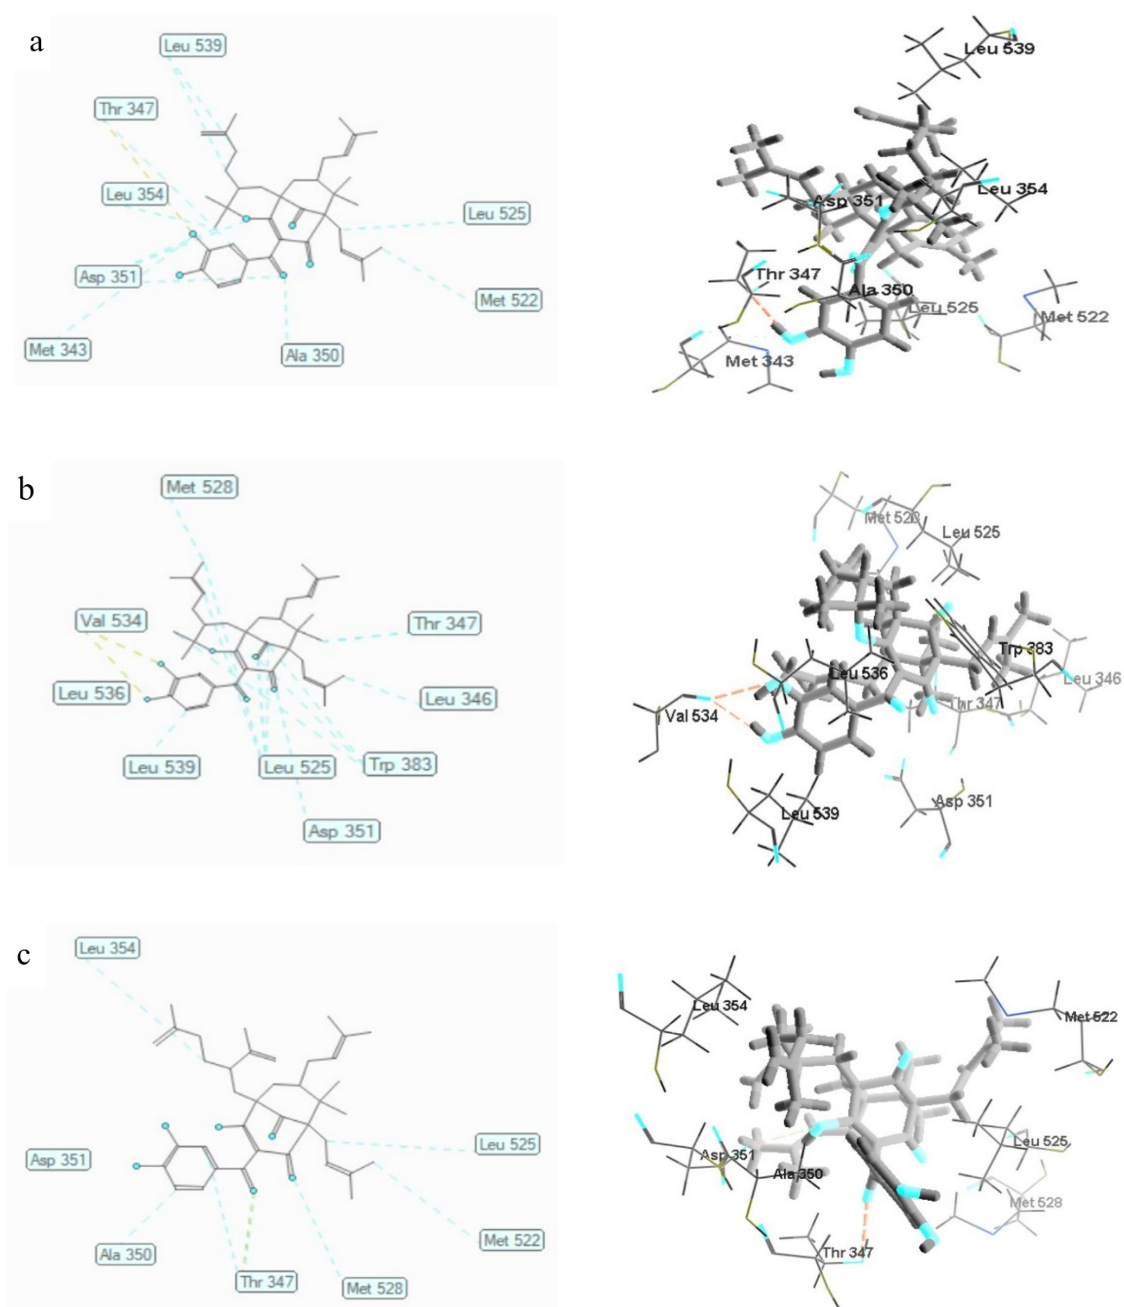 a
Leu 539
Thr 347
Leu 354
Leu 525
Asp 351
Met 522
Met 343
Ala 350
Leu 539
Leu 354
Asp 351
Thr 347
Ala 350
Leu 525
Met 522
Met 343
b
Met 528
Val 534
Thr 347
Leu 536
Leu 346
Leu 539
Leu 525
Trp 383
Asp 351
Met 528
Leu 525
Trp 383
Leu 536
Leu 346
Thr 347
Val 534
Asp 351
Leu 539
c
Leu 354
Leu 525
Asp 351
Met 522
Ala 350
Thr 347
Met 528
Leu 354
Met 522
Leu 525
Asp 351
Ala 350
Met 528
Thr 347